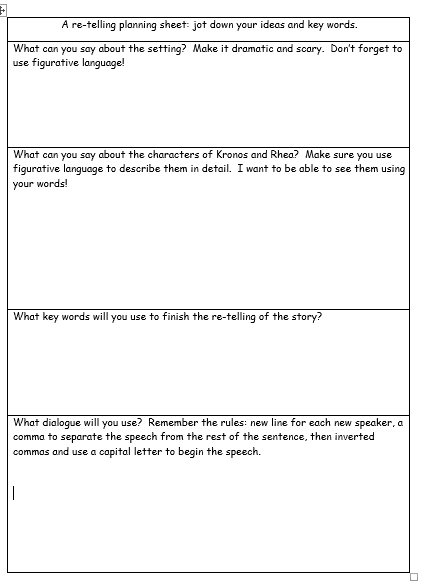 A re-telling planning sheet: jot down your ideas and key words.
What can you say about the setting?  Make it dramatic and scary.  Don't forget to
use figurative language!
What can you say about the characters of Kronos and Rhea?  Make sure you use
figurative language to describe them in detail.  I want to be able to see them using
your words!
What key words will you use to finish the re-telling of the story?
What dialogue will you use?  Remember the rules: new line for each new speaker, a
comma to separate the speech from the rest of the sentence, then inverted
commas and use a capital letter to begin the speech.